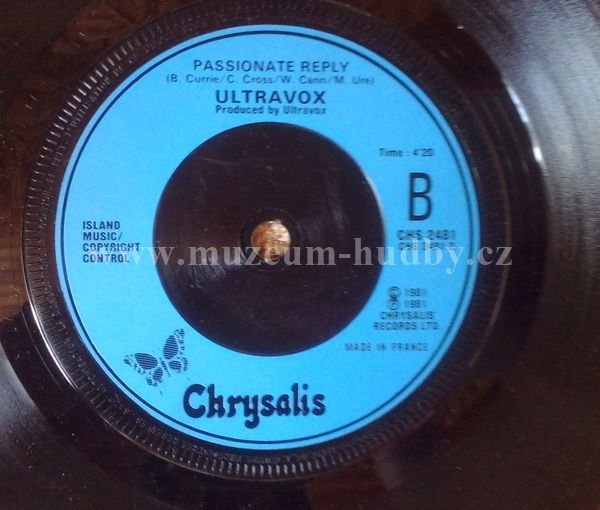 PASSIONATE REPLY
(B. Currie/C. Cross/W. Cann/M. Ure)
ULTRAVOX
Produced by Ultravox
Time: 4'20
B
ISLAND
MUSIC/
COPYRIGHT
CONTROL
CHS 2481
www.muzeum-hudby.cz
℗ 1981
© 1981
CHRYSALIS
RECORDS LTD.
MADE IN FRANCE
Chrysalis